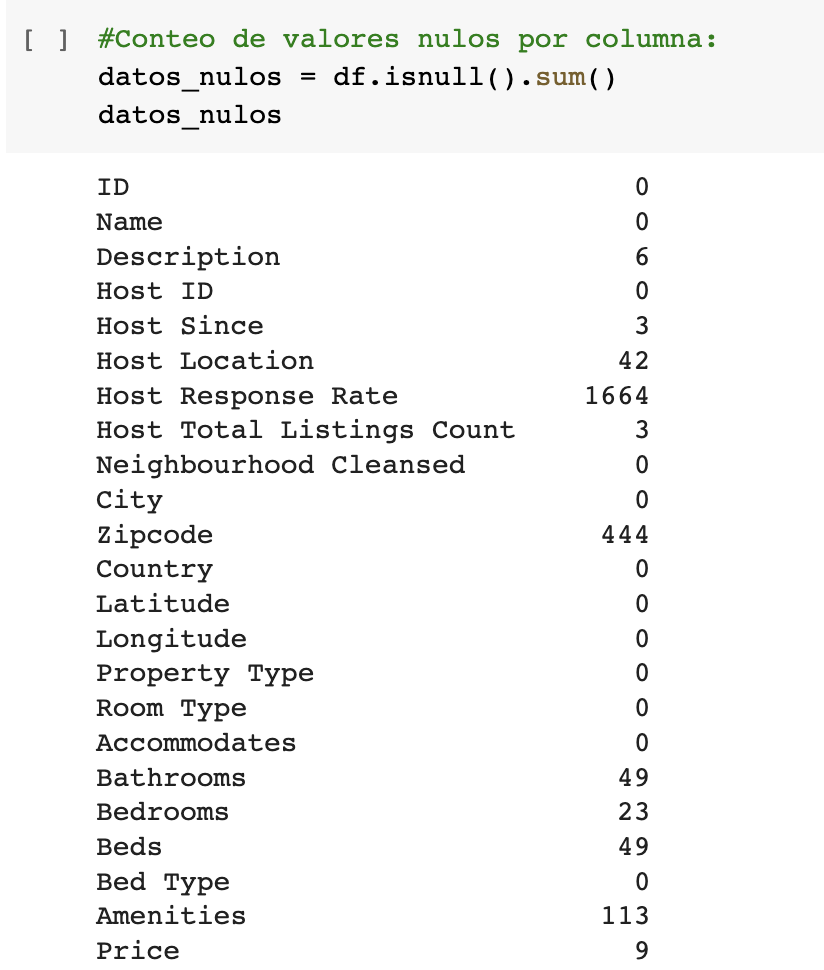 [ ] #Conteo de valores nulos por columna:
datos_nulos = df.isnull().sum()
datos_nulos
ID 0
Name 0
Description 6
Host ID 0
Host Since 3
Host Location 42
Host Response Rate 1664
Host Total Listings Count 3
Neighbourhood Cleansed 0
City 0
Zipcode 444
Country 0
Latitude 0
Longitude 0
Property Type 0
Room Type 0
Accommodates 0
Bathrooms 49
Bedrooms 23
Beds 49
Bed Type 0
Amenities 113
Price 9